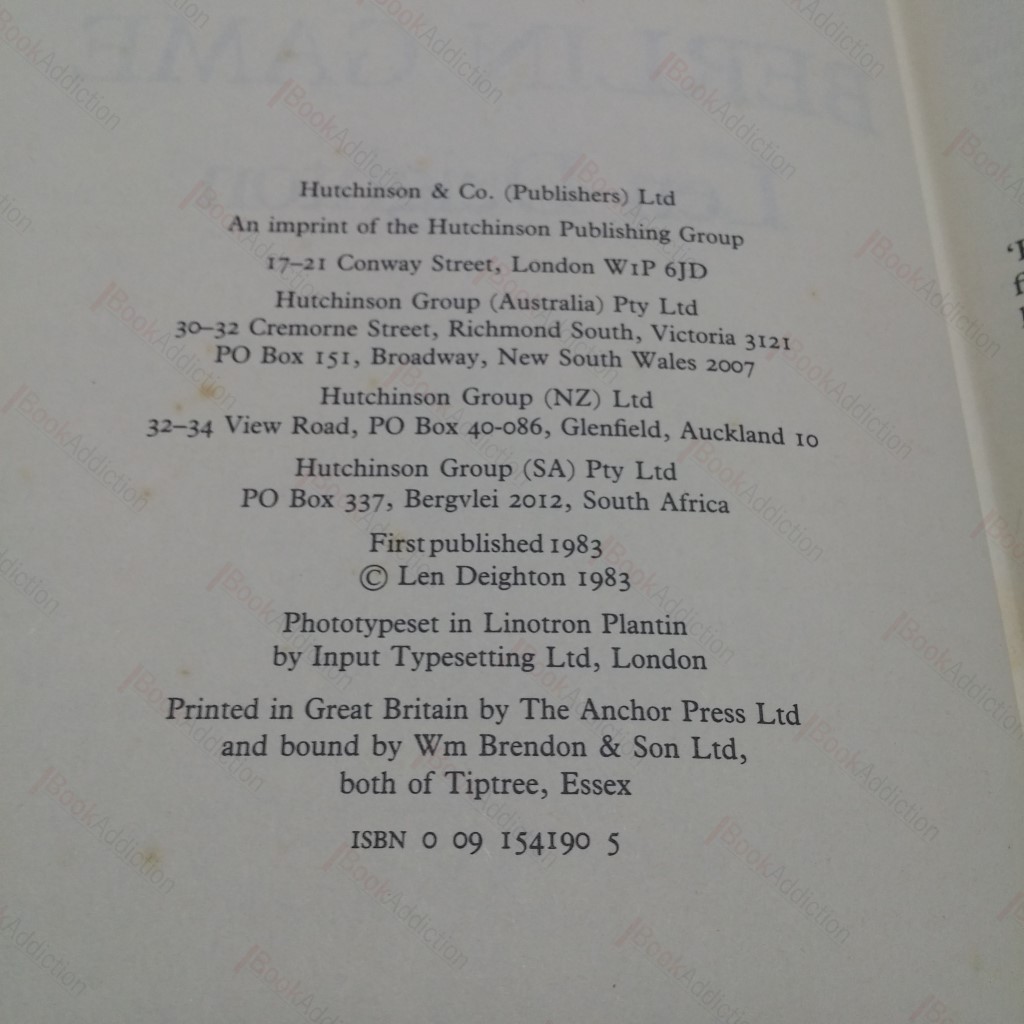 BERLIN GAME
Len Deighton
Hutchinson & Co. (Publishers) Ltd
An imprint of the Hutchinson Publishing Group
17–21 Conway Street, London W1P 6JD
Hutchinson Group (Australia) Pty Ltd
30–32 Cremorne Street, Richmond South, Victoria 3121
PO Box 151, Broadway, New South Wales 2007
Hutchinson Group (NZ) Ltd
32–34 View Road, PO Box 40-086, Glenfield, Auckland 10
Hutchinson Group (SA) Pty Ltd
PO Box 337, Bergvlei 2012, South Africa
First published 1983
© Len Deighton 1983
Phototypeset in Linotron Plantin
by Input Typesetting Ltd, London
Printed in Great Britain by The Anchor Press Ltd
and bound by Wm Brendon & Son Ltd,
both of Tiptree, Essex
ISBN 0 09 154190 5
BookAddiction